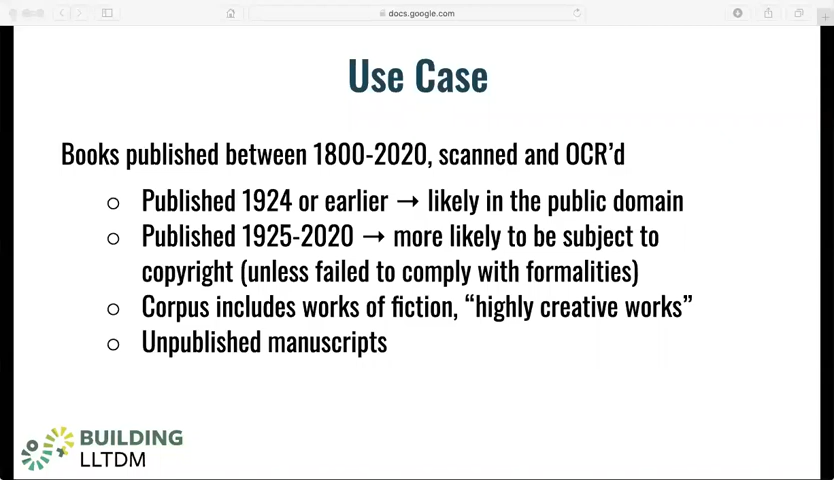 docs.google.com
Use Case
Books published between 1800-2020, scanned and OCR'd
○ Published 1924 or earlier → likely in the public domain
○ Published 1925-2020 → more likely to be subject to
copyright (unless failed to comply with formalities)
○ Corpus includes works of fiction, “highly creative works”
○ Unpublished manuscripts
BUILDING
LLTDM